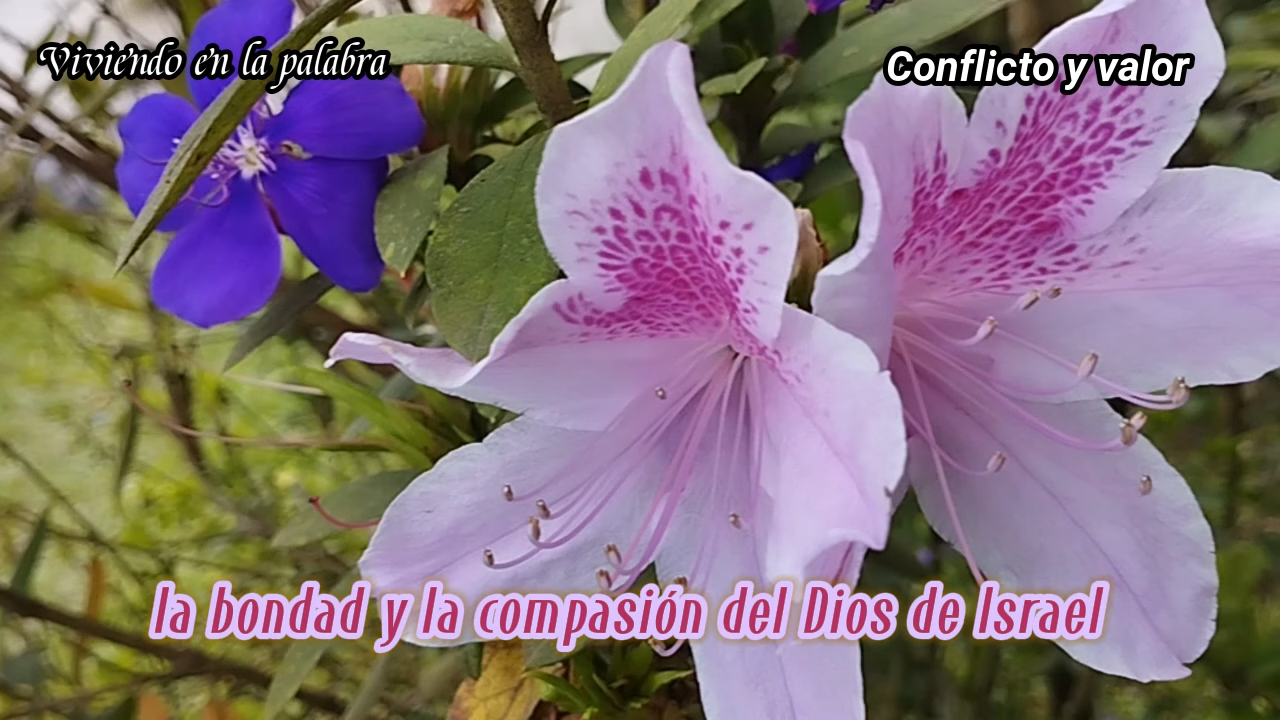 Viviendo en la palabra
Conflicto y valor
la bondad y la compasión del Dios de Israel